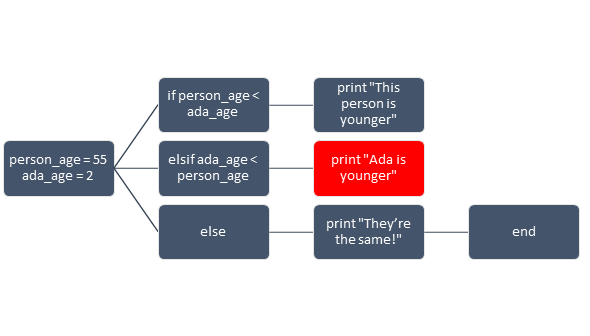 person_age = 55
ada_age = 2
if person_age <
ada_age
print "This
person is
younger"
elsif ada_age <
person_age
print "Ada is
younger"
else
print "They’re
the same!"
end